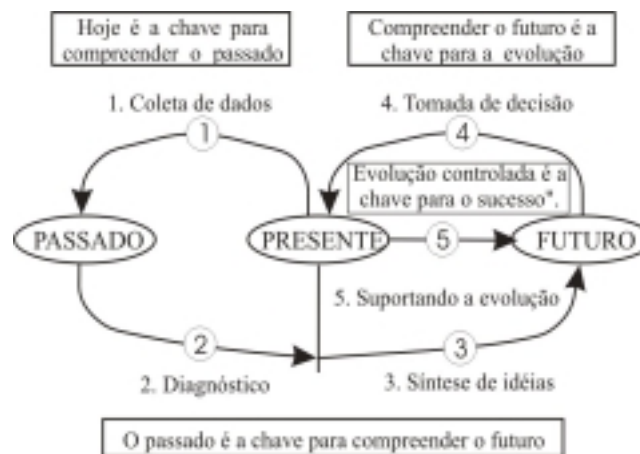 Hoje é a chave para
compreender o passado
Compreender o futuro é a
chave para a evolução
1. Coleta de dados
4. Tomada de decisão
1
4
Evolução controlada é a
chave para o sucesso*.
PASSADO
PRESENTE
5
FUTURO
5. Suportando a evolução
2
3
2. Diagnóstico
3. Síntese de idéias
O passado é a chave para compreender o futuro